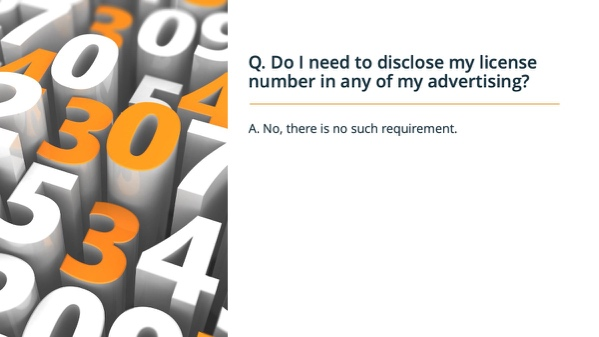 Q. Do I need to disclose my license
number in any of my advertising?
A. No, there is no such requirement.